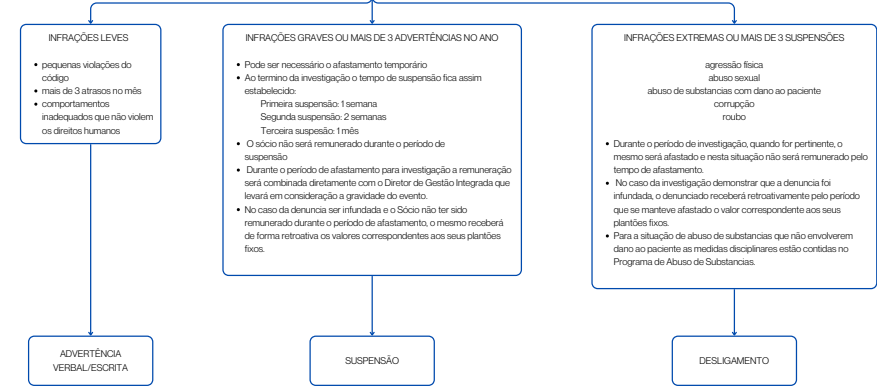 INFRAÇÕES LEVES
• pequenas violações do
código
• mais de 3 atrasos no mês
• comportamentos
inadequados que não violem
os direitos humanos
INFRAÇÕES GRAVES OU MAIS DE 3 ADVERTÊNCIAS NO ANO
• Pode ser necessário o afastamento temporário
• Ao termino da investigação o tempo de suspensão fica assim
estabelecido:
Primeira suspensão: 1 semana
Segunda suspensão: 2 semanas
Terceira suspesão: 1 mês
• O sócio não será remunerado durante o período de
suspensão
• Durante o período de afastamento para investigação a remuneração
será combinada diretamente com o Diretor de Gestão Integrada que
levará em consideração a gravidade do evento.
• No caso da denuncia ser infundada e o Sócio não ter sido
remunerado durante o período de afastamento, o mesmo receberá
de forma retroativa os valores correspondentes aos seus plantões
fixos.
INFRAÇÕES EXTREMAS OU MAIS DE 3 SUSPENSÕES
agressão física
abuso sexual
abuso de substancias com dano ao paciente
corrupção
roubo
• Durante o período de investigação, quando for pertinente, o
mesmo será afastado e nesta situação não será remunerado pelo
tempo de afastamento.
• No caso da investigação demonstrar que a denuncia foi
infundada, o denunciado receberá retroativamente pelo período
que se manteve afastado o valor correspondente aos seus
plantões fixos.
• Para a situação de abuso de substancias que não envolverem
dano ao paciente as medidas disciplinares estão contidas no
Programa de Abuso de Substancias.
ADVERTÊNCIA
VERBAL/ESCRITA
SUSPENSÃO
DESLIGAMENTO